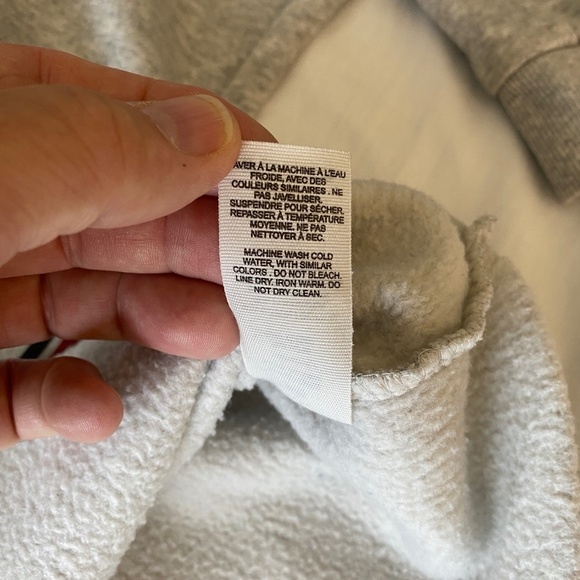 AVER À LA MACHINE À L'EAU
FROIDE, AVEC DES
COULEURS SIMILAIRES . NE
PAS JAVELLISER.
SUSPENDRE POUR SÉCHER.
REPASSER À TEMPÉRATURE
MOYENNE. NE PAS
NETTOYER À SEC.
MACHINE WASH COLD
WATER, WITH SIMILAR
COLORS . DO NOT BLEACH.
LINE DRY. IRON WARM. DO
NOT DRY CLEAN.